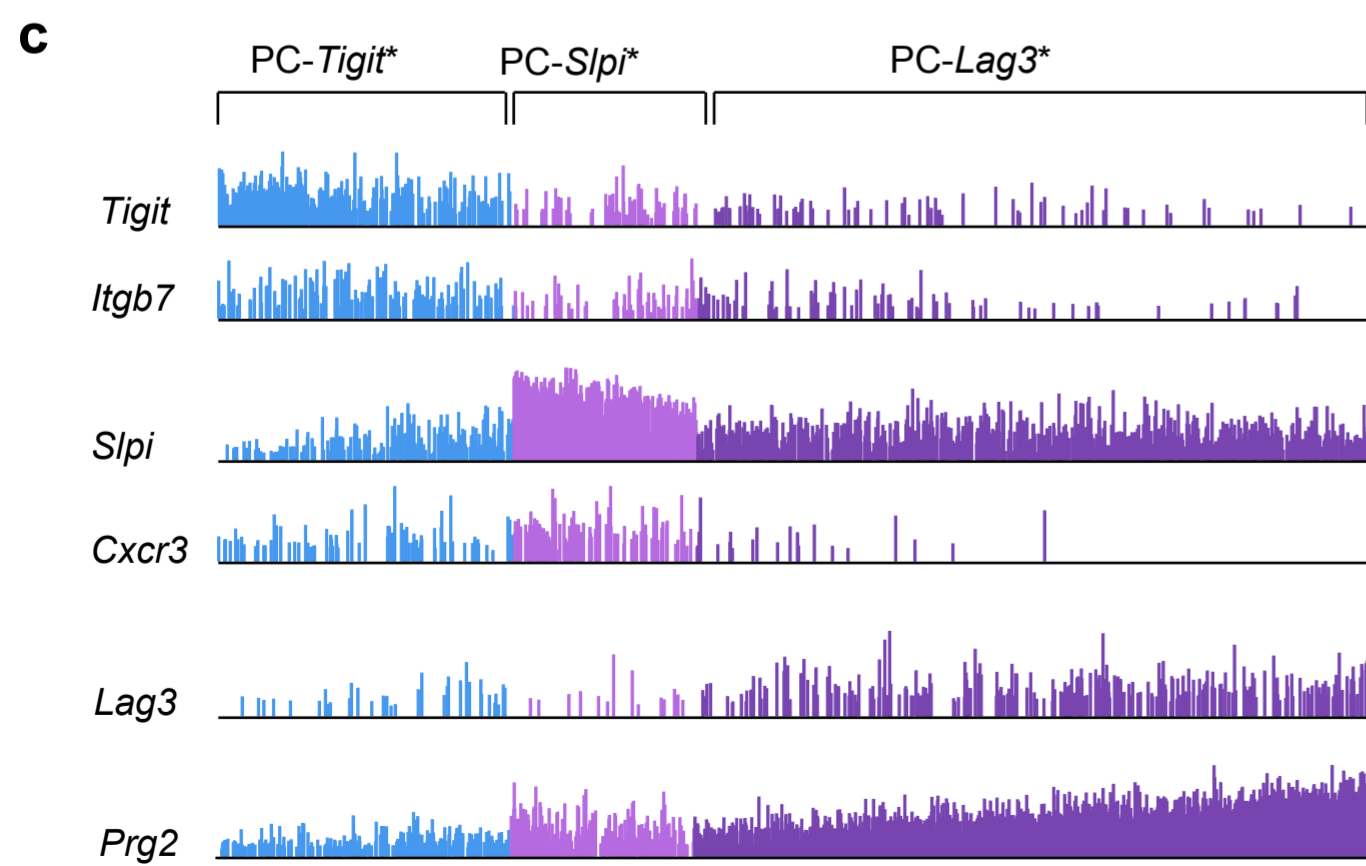 c
PC-Tigit* PC-Slpi* PC-Lag3*
Tigit
Itgb7
Slpi
Cxcr3
Lag3
Prg2